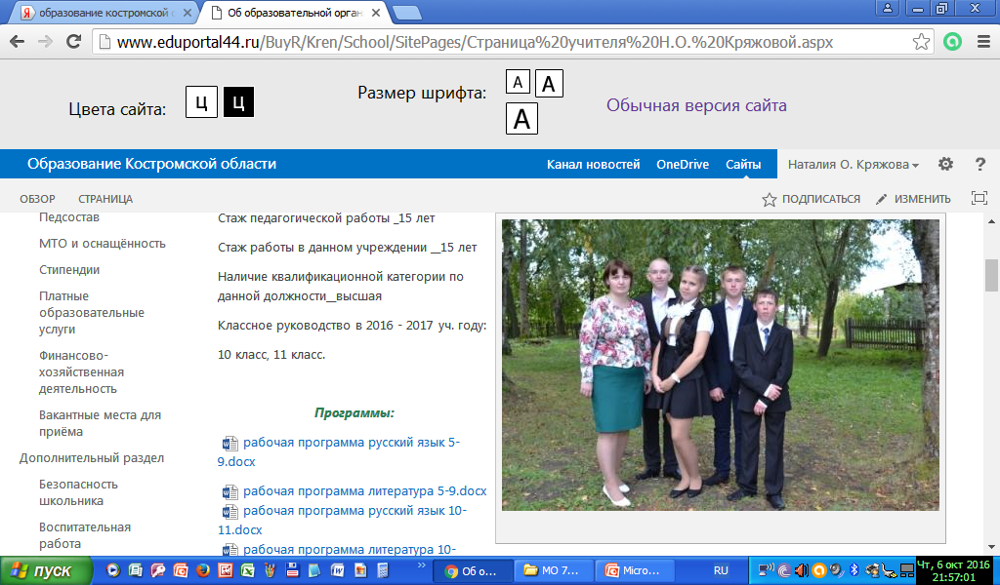 образование костромской о
Об образовательной орган
www.eduportal44.ru/BuyR/Kren/School/SitePages/Страница%20учителя%20Н.О.%20Кряжовой.aspx
Цвета сайта: Ц Ц
Размер шрифта: А А
А
Обычная версия сайта
Образование Костромской области
Канал новостей OneDrive Сайты
Наталия О. Кряжова ?
ОБЗОР СТРАНИЦА
ПОДПИСАТЬСЯ ИЗМЕНИТЬ
Педсостав
МТО и оснащённость
Стипендии
Платные
образовательные
услуги
Финансово-
хозяйственная
деятельность
Вакантные места для
приёма
Дополнительный раздел
Безопасность
школьника
Воспитательная
работа
Стаж педагогической работы _15 лет
Стаж работы в данном учреждении __15 лет
Наличие квалификационной категории по
данной должности__высшая
Классное руководство в 2016 - 2017 уч. году:
10 класс, 11 класс.
Программы:
рабочая программа русский язык 5-
9.docx
рабочая программа литература 5-9.docx
рабочая программа русский язык 10-
11.docx
рабочая программа литература 10-
пуск
Об о...
МО 7...
Micro...
RU
Чт, 6 окт 2016
21:57:01